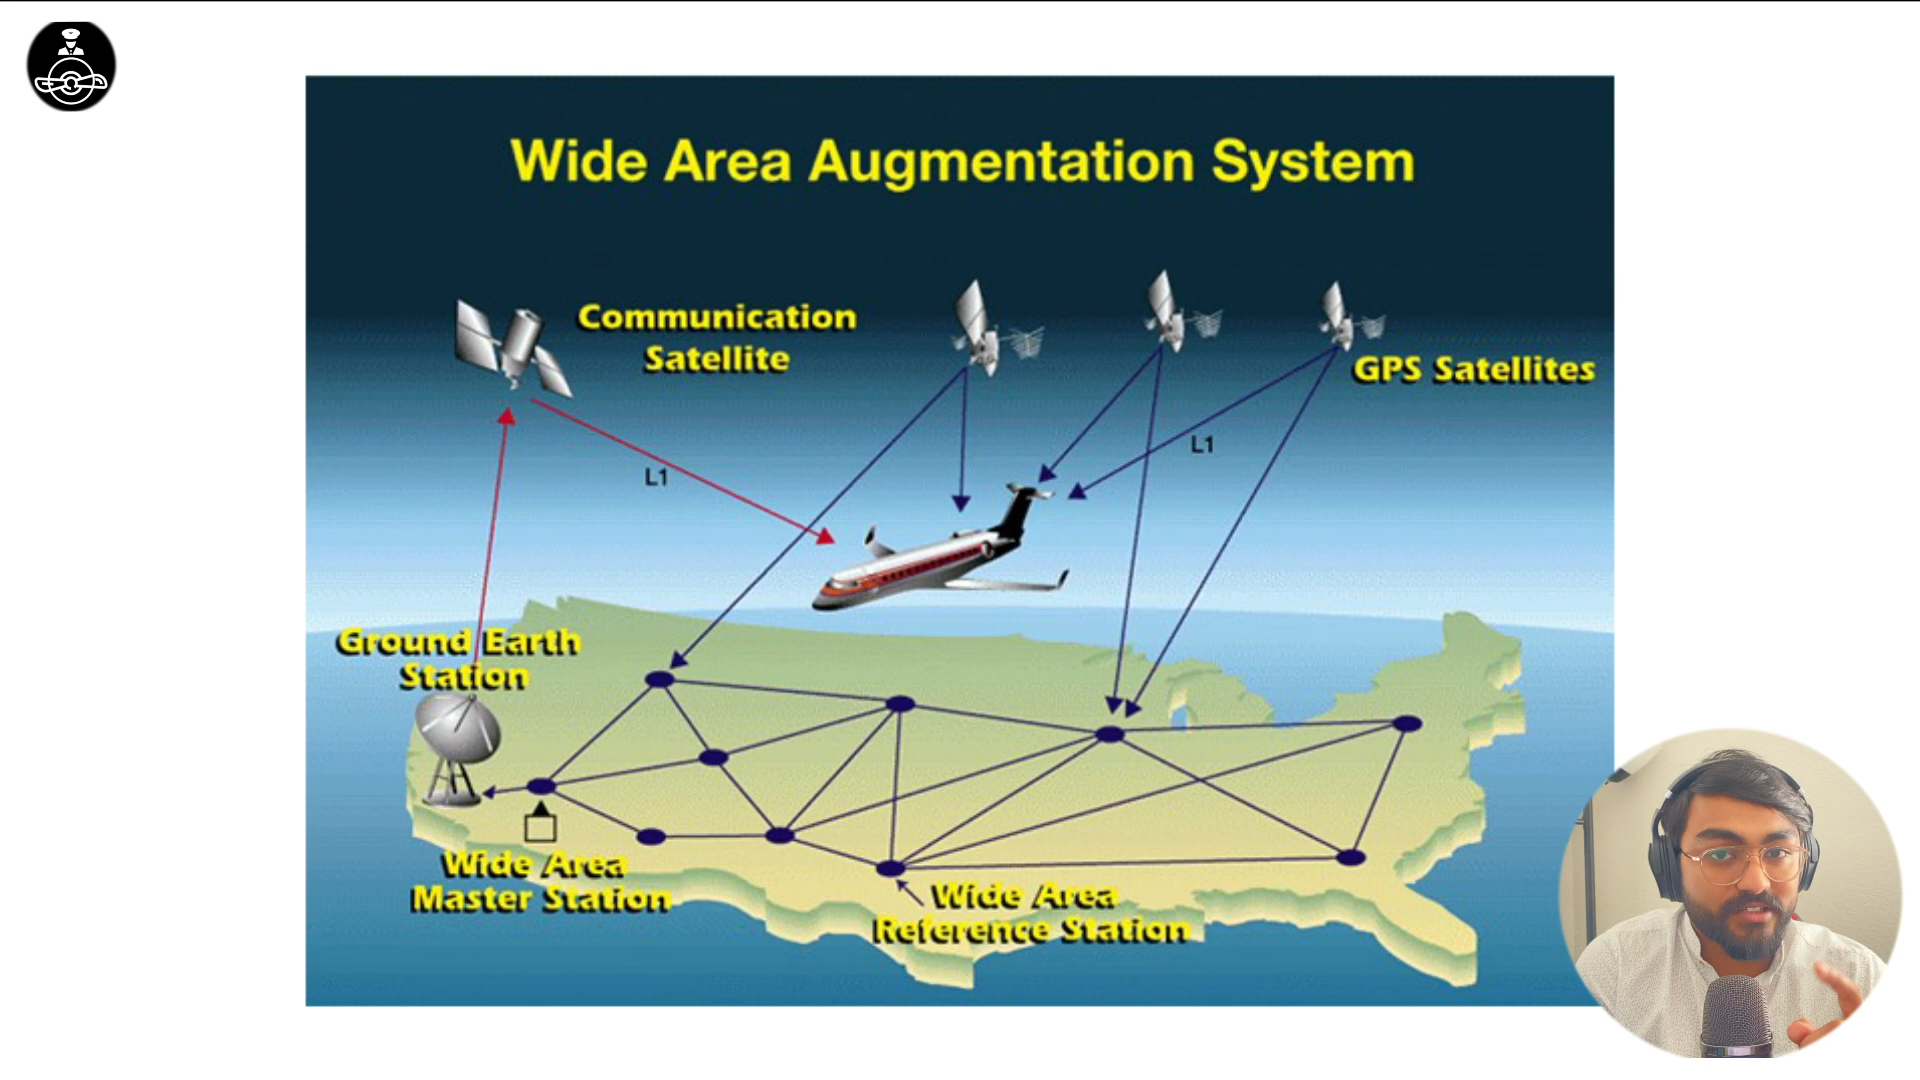 Wide Area Augmentation System
Communication
Satellite
GPS Satellites
L1
L1
Ground Earth
Station
Wide Area
Master Station
Wide Area
Reference Station